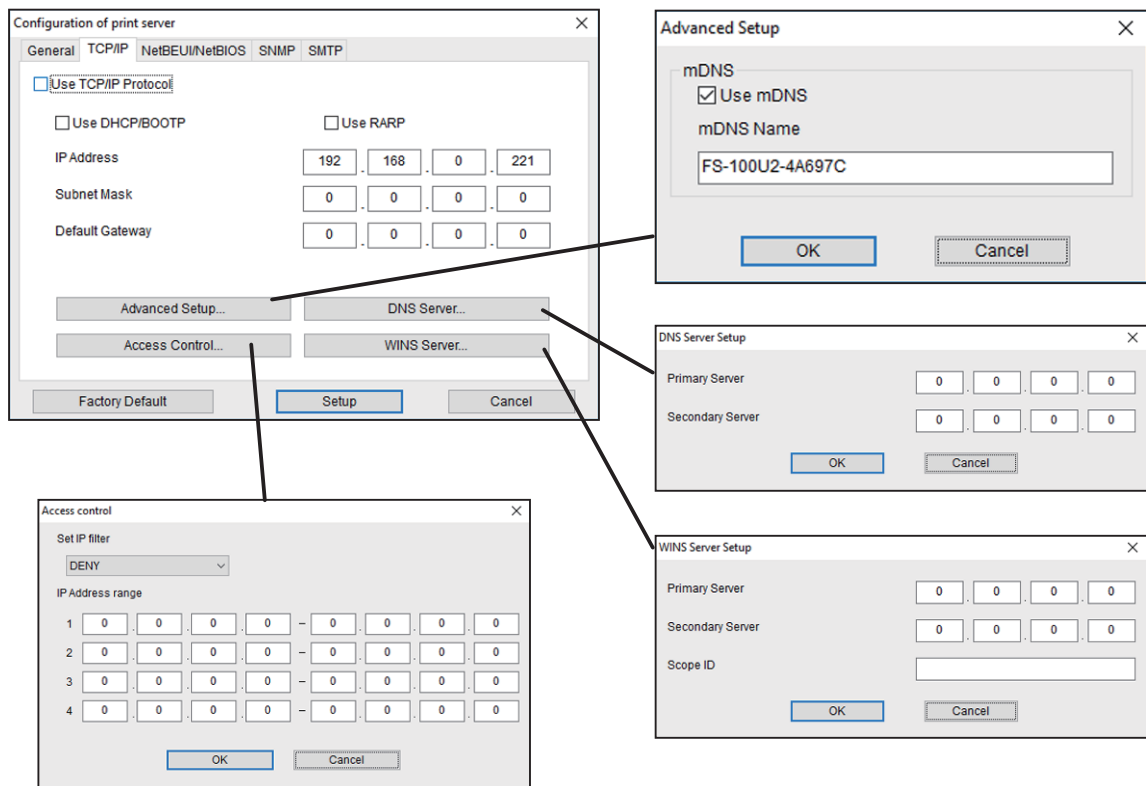 Configuration of print server
General TCP/IP NetBEUI/NetBIOS SNMP SMTP
Use TCP/IP Protocol
Use DHCP/BOOTP Use RARP
IP Address 192 . 168 . 0 . 221
Subnet Mask 0 . 0 . 0 . 0
Default Gateway 0 . 0 . 0 . 0
Advanced Setup... DNS Server...
Access Control... WINS Server...
Factory Default Setup Cancel
Advanced Setup
mDNS
Use mDNS
mDNS Name
FS-100U2-4A697C
OK Cancel
DNS Server Setup
Primary Server 0 . 0 . 0 . 0
Secondary Server 0 . 0 . 0 . 0
OK Cancel
Access control
Set IP filter
DENY
IP Address range
1 0 . 0 . 0 . 0 – 0 . 0 . 0 . 0
2 0 . 0 . 0 . 0 – 0 . 0 . 0 . 0
3 0 . 0 . 0 . 0 – 0 . 0 . 0 . 0
4 0 . 0 . 0 . 0 – 0 . 0 . 0 . 0
OK Cancel
WINS Server Setup
Primary Server 0 . 0 . 0 . 0
Secondary Server 0 . 0 . 0 . 0
Scope ID
OK Cancel